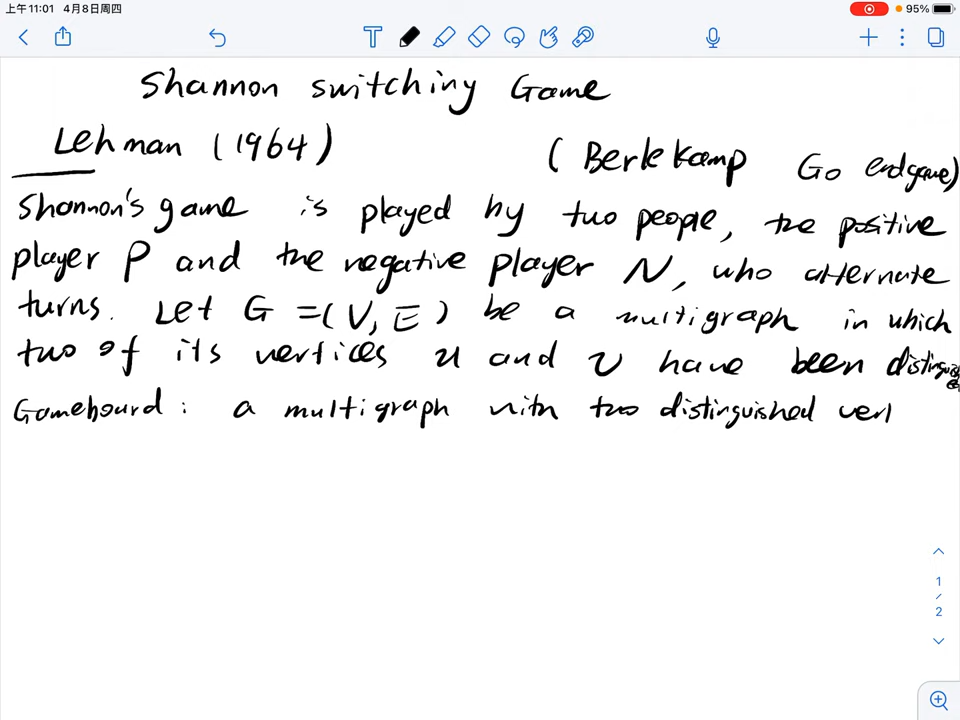 上午11:01 4月8日周四
95%
T
Shannon switching Game
Lehman (1964)
(Berlekamp Go endgame)
Shannon's game is played by two people, the positive
player P and the negative player N, who alternate
turns. Let G = (V, E) be a multigraph in which
two of its vertices u and v have been distinguished
Gameboard: a multigraph with two distinguished vert
1
/
2